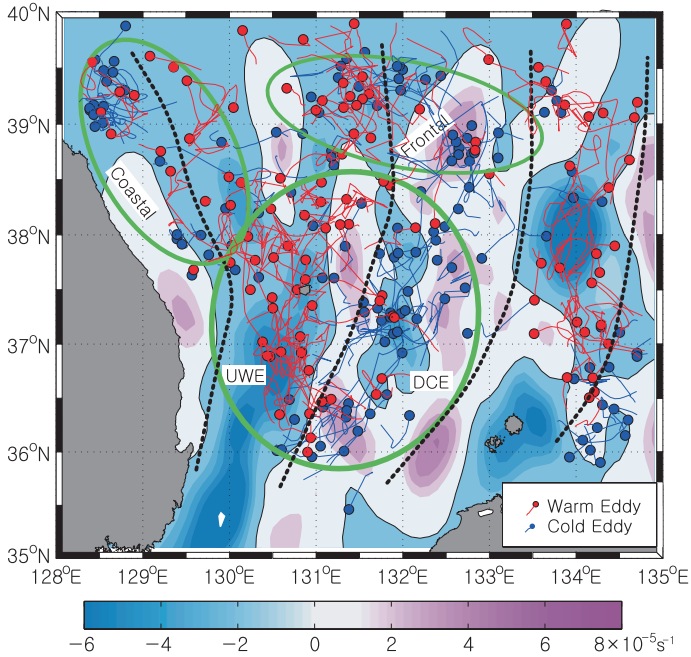 40°N
39°N
38°N
37°N
36°N
35°N
Coastal
Frontal
UWE
DCE
Warm Eddy
Cold Eddy
128°E 129°E 130°E 131°E 132°E 133°E 134°E 135°E
−6 −4 −2 0 2 4 6 8×10⁻⁵s⁻¹